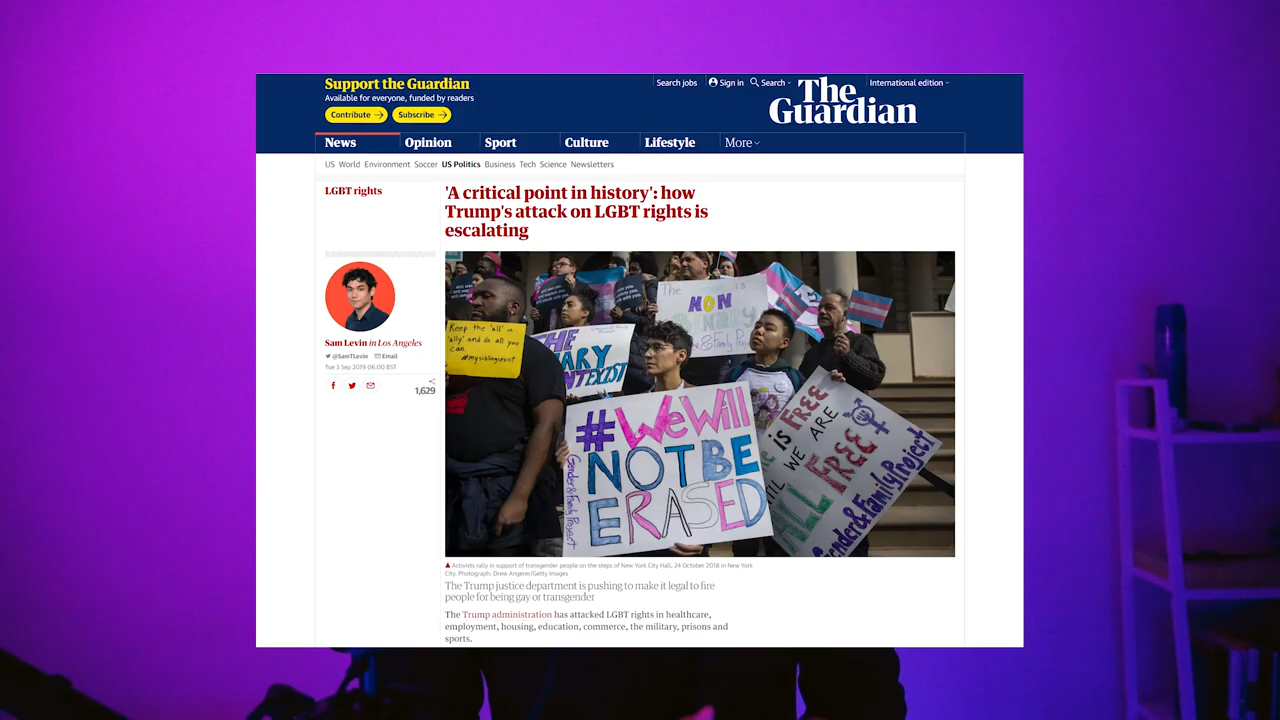 Support the Guardian
Available for everyone, funded by readers
Contribute
Subscribe
Search jobs
Sign in
Search
International edition
The Guardian
News
Opinion
Sport
Culture
Lifestyle
More
US World Environment Soccer US Politics Business Tech Science Newsletters
LGBT rights
'A critical point in history': how
Trump's attack on LGBT rights is
escalating
Sam Levin in Los Angeles
@SamTLevin
Email
Tue 3 Sep 2019 06.00 BST
1,629
Keep the 'all' in
'ally' and do all you
can.
#mysiblingexist
The
NON
BINARY
& Family Project
THE
EXIST
#WeWill
NOT BE
ERASED
Gender & Family Project
IS FREE
WE ARE
ALL FREE
Gender & Family Project
Activists rally in support of transgender people on the steps of New York City Hall, 24 October 2018 in New York
City. Photograph: Drew Angerer/Getty Images
The Trump justice department is pushing to make it legal to fire
people for being gay or transgender
The Trump administration has attacked LGBT rights in healthcare,
employment, housing, education, commerce, the military, prisons and
sports.